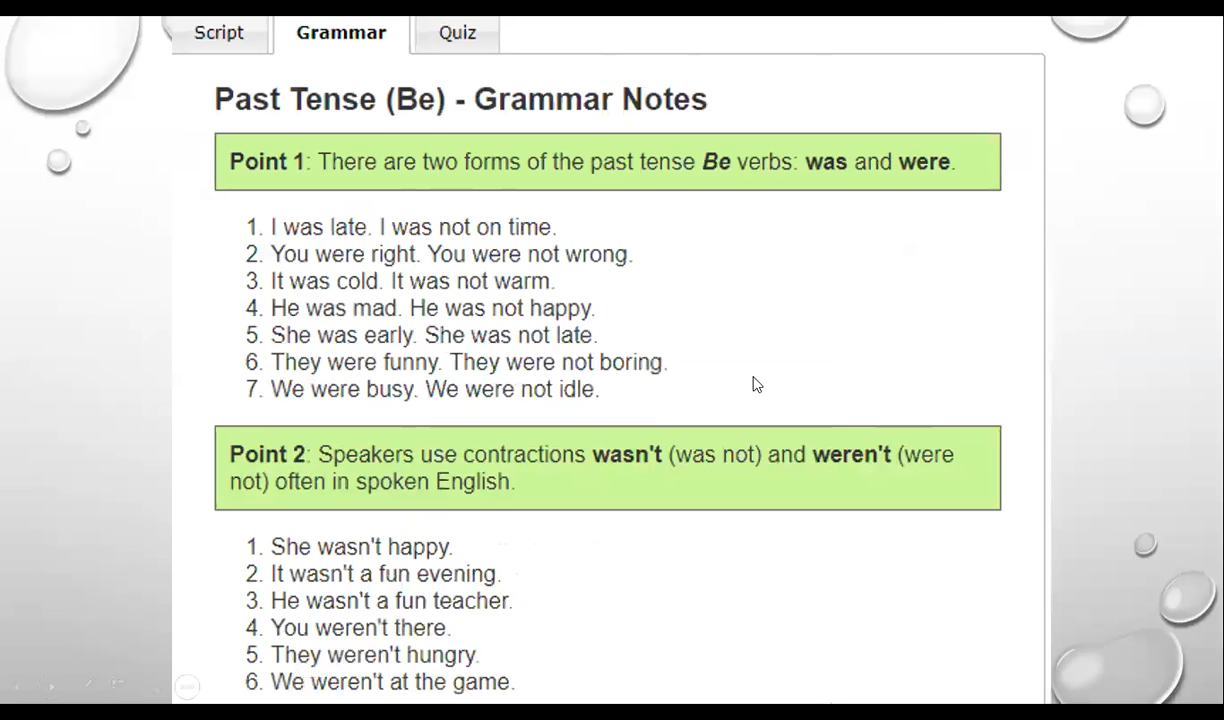 Script Grammar Quiz
Past Tense (Be) - Grammar Notes
Point 1: There are two forms of the past tense Be verbs: was and were.
1. I was late. I was not on time.
2. You were right. You were not wrong.
3. It was cold. It was not warm.
4. He was mad. He was not happy.
5. She was early. She was not late.
6. They were funny. They were not boring.
7. We were busy. We were not idle.
Point 2: Speakers use contractions wasn't (was not) and weren't (were
not) often in spoken English.
1. She wasn't happy.
2. It wasn't a fun evening.
3. He wasn't a fun teacher.
4. You weren't there.
5. They weren't hungry.
6. We weren't at the game.